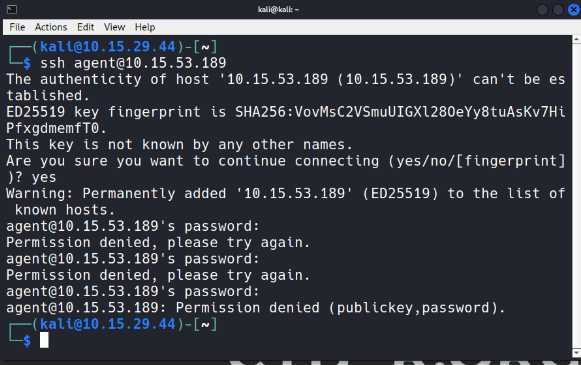 kali@kali: ~
File Actions Edit View Help
┌──(kali@10.15.29.44)-[~]
└─$ ssh agent@10.15.53.189
The authenticity of host '10.15.53.189 (10.15.53.189)' can't be es
tablished.
ED25519 key fingerprint is SHA256:VovMsC2VSmuUIGXl28OeYy8tuAsKv7Hi
PfxgdmemfT0.
This key is not known by any other names.
Are you sure you want to continue connecting (yes/no/[fingerprint]
)? yes
Warning: Permanently added '10.15.53.189' (ED25519) to the list of
 known hosts.
agent@10.15.53.189's password:
Permission denied, please try again.
agent@10.15.53.189's password:
Permission denied, please try again.
agent@10.15.53.189's password:
agent@10.15.53.189: Permission denied (publickey,password).
┌──(kali@10.15.29.44)-[~]
└─$